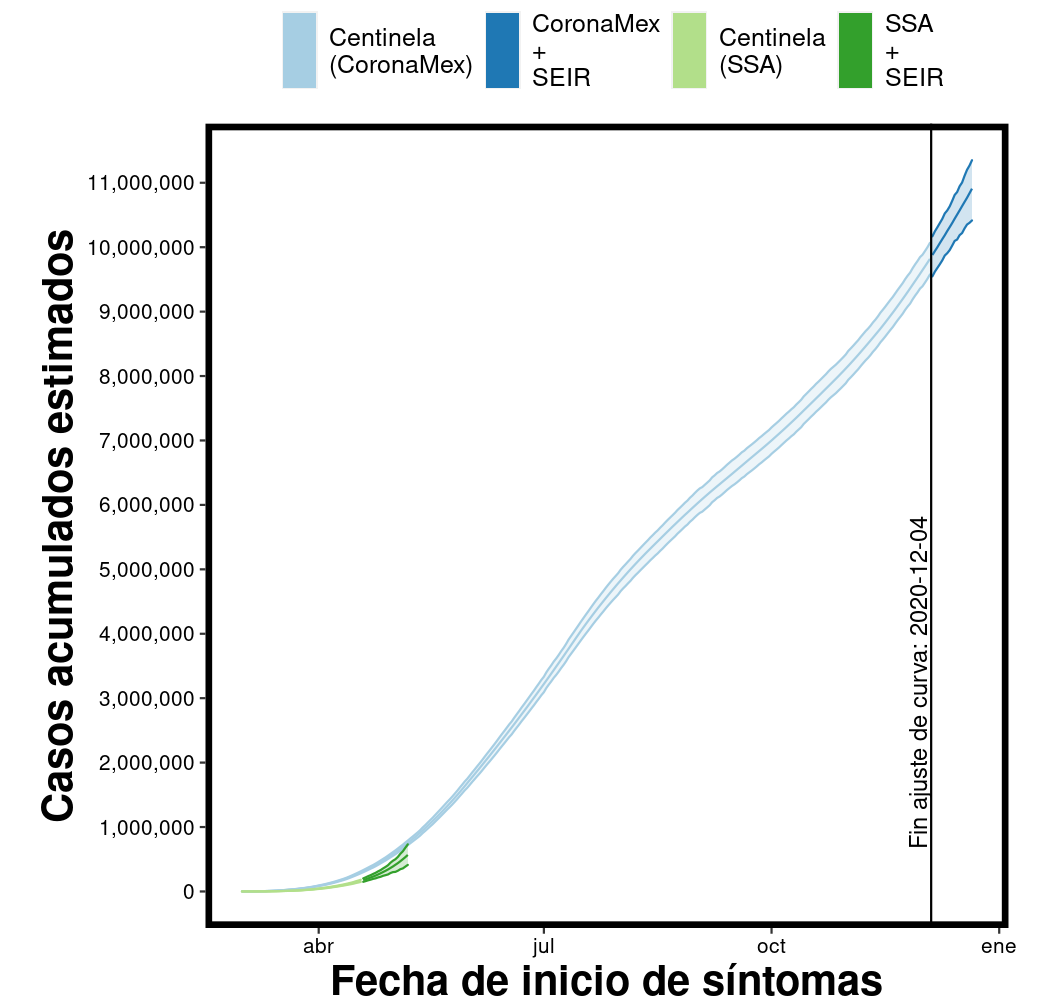 Centinela
(CoronaMex)
CoronaMex
+
SEIR
Centinela
(SSA)
SSA
+
SEIR
Casos acumulados estimados
11,000,000
10,000,000
9,000,000
8,000,000
7,000,000
6,000,000
5,000,000
4,000,000
3,000,000
2,000,000
1,000,000
0
Fin ajuste de curva: 2020-12-04
abr
jul
oct
ene
Fecha de inicio de síntomas